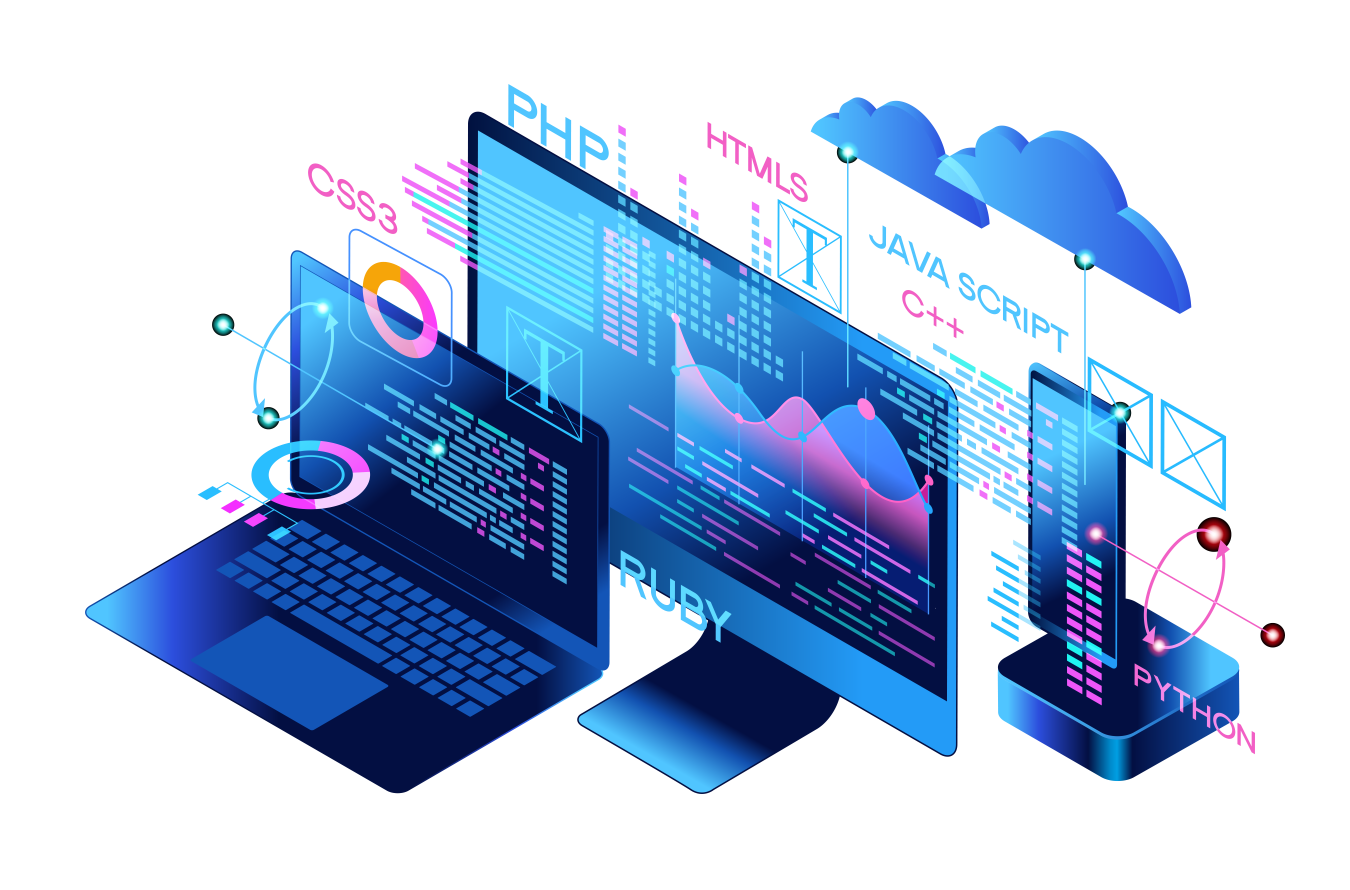 PHP
HTMLS
CSS3
T
JAVA SCRIPT
C++
T
RUBY
PYTHON